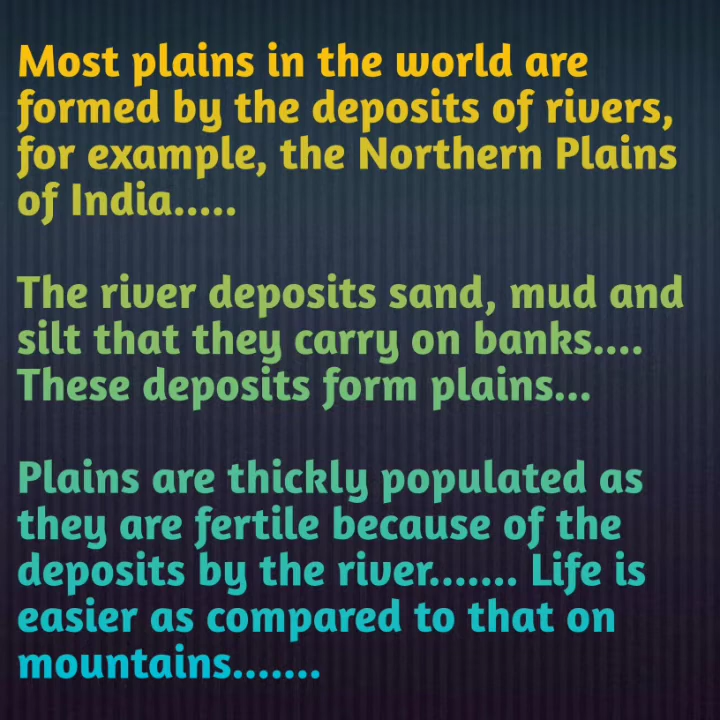 Most plains in the world are
formed by the deposits of rivers,
for example, the Northern Plains
of India.....
The river deposits sand, mud and
silt that they carry on banks....
These deposits form plains...
Plains are thickly populated as
they are fertile because of the
deposits by the river....... Life is
easier as compared to that on
mountains.......